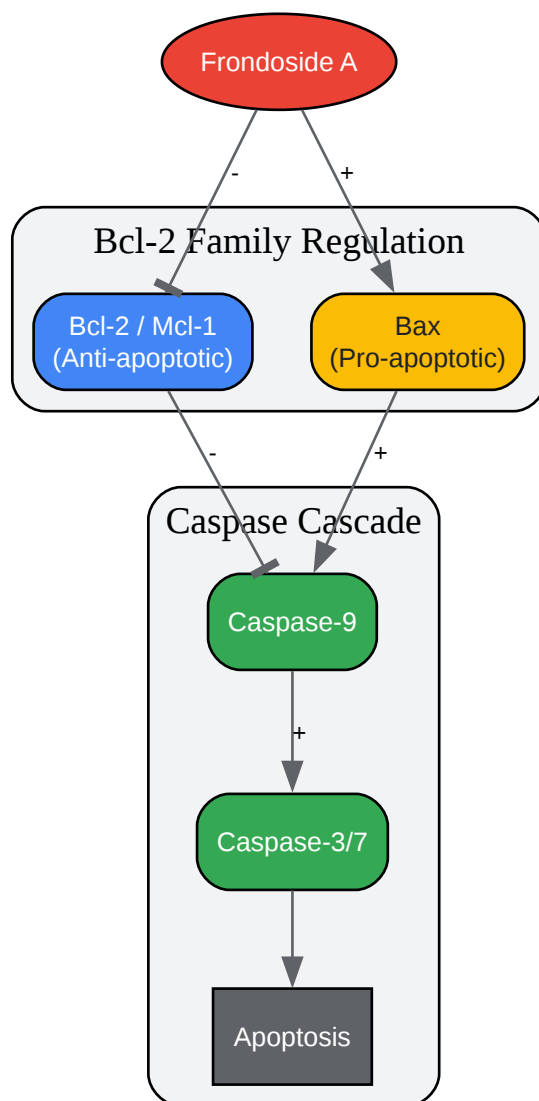 Frondoside A
-
+
Bcl-2 Family Regulation
Bcl-2 / Mcl-1
(Anti-apoptotic)
Bax
(Pro-apoptotic)
-
+
Caspase Cascade
Caspase-9
+
Caspase-3/7
Apoptosis